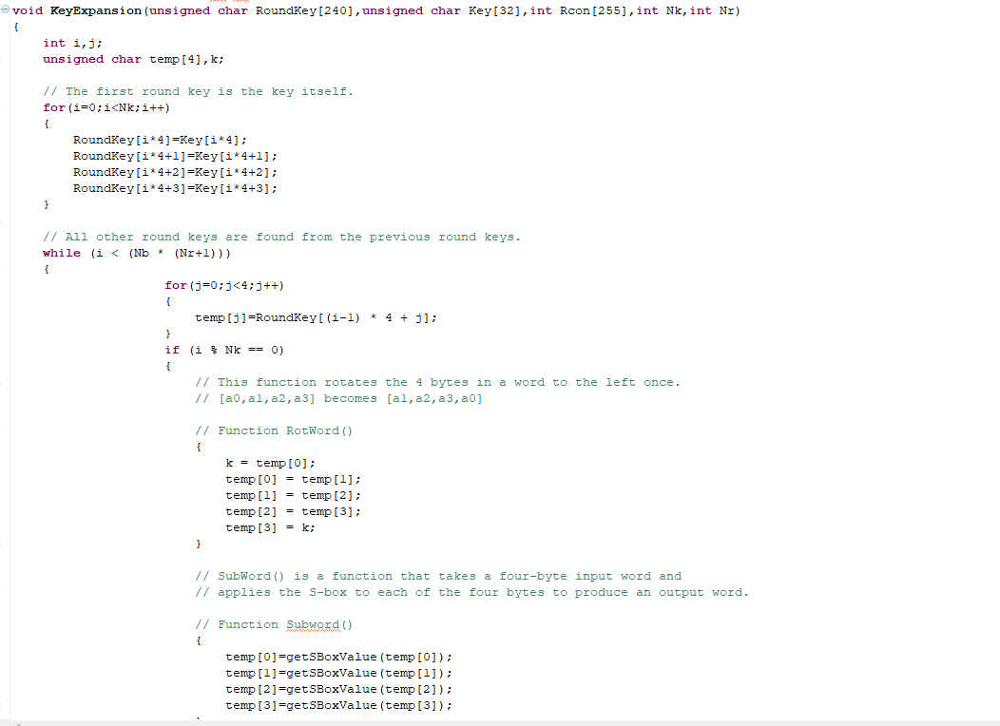 void KeyExpansion(unsigned char RoundKey[240],unsigned char Key[32],int Rcon[255],int Nk,int Nr)
{
    int i,j;
    unsigned char temp[4],k;

    // The first round key is the key itself.
    for(i=0;i<Nk;i++)
    {
        RoundKey[i*4]=Key[i*4];
        RoundKey[i*4+1]=Key[i*4+1];
        RoundKey[i*4+2]=Key[i*4+2];
        RoundKey[i*4+3]=Key[i*4+3];
    }

    // All other round keys are found from the previous round keys.
    while (i < (Nb * (Nr+1)))
    {
                    for(j=0;j<4;j++)
                    {
                        temp[j]=RoundKey[(i-1) * 4 + j];
                    }
                    if (i % Nk == 0)
                    {
                        // This function rotates the 4 bytes in a word to the left once.
                        // [a0,a1,a2,a3] becomes [a1,a2,a3,a0]

                        // Function RotWord()
                        {
                            k = temp[0];
                            temp[0] = temp[1];
                            temp[1] = temp[2];
                            temp[2] = temp[3];
                            temp[3] = k;
                        }

                        // SubWord() is a function that takes a four-byte input word and
                        // applies the S-box to each of the four bytes to produce an output word.

                        // Function Subword()
                        {
                            temp[0]=getSBoxValue(temp[0]);
                            temp[1]=getSBoxValue(temp[1]);
                            temp[2]=getSBoxValue(temp[2]);
                            temp[3]=getSBoxValue(temp[3]);